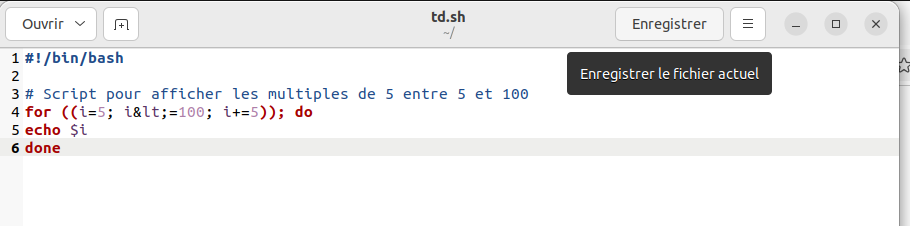 Ouvrir
td.sh
~/
Enregistrer
Enregistrer le fichier actuel
1 #!/bin/bash
2
3 # Script pour afficher les multiples de 5 entre 5 et 100
4 for ((i=5; i&lt;=100; i+=5)); do
5 echo $i
6 done